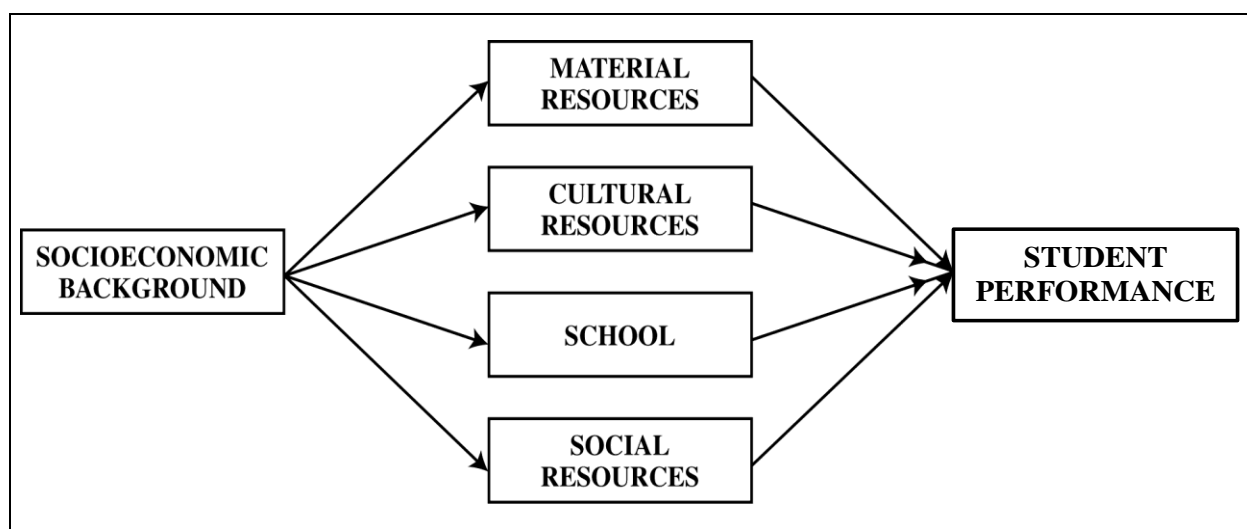 MATERIAL
RESOURCES
CULTURAL
RESOURCES
SOCIOECONOMIC
BACKGROUND
STUDENT
PERFORMANCE
SCHOOL
SOCIAL
RESOURCES